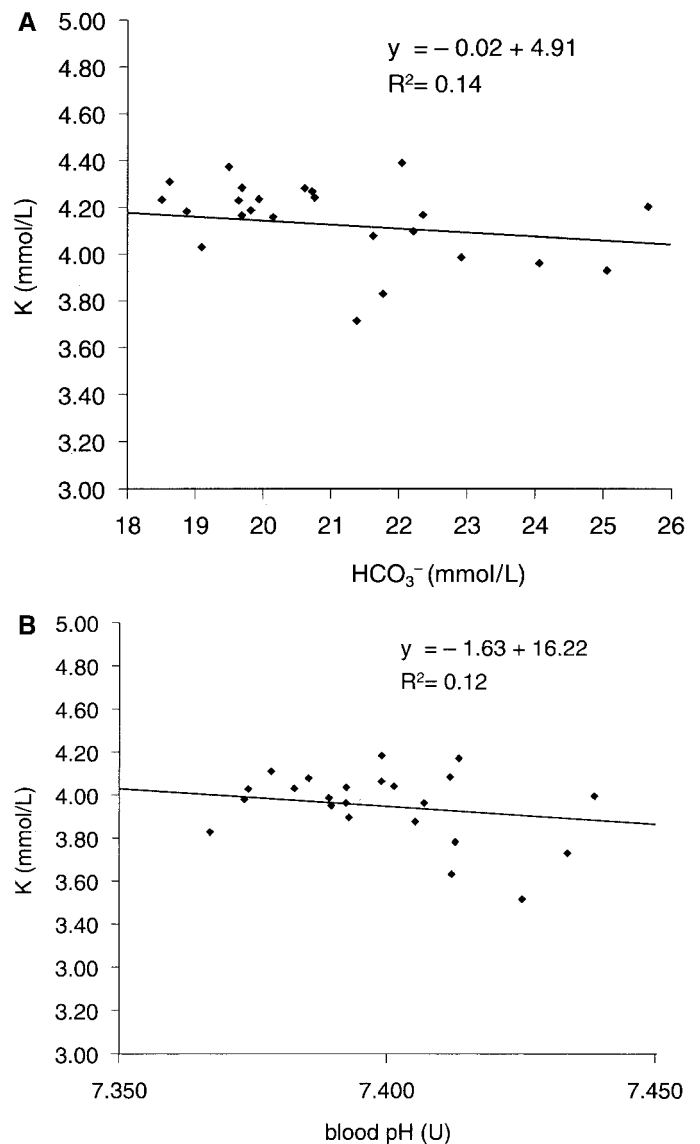 A
y = – 0.02 + 4.91
R²= 0.14
5.00
4.80
4.60
4.40
4.20
4.00
3.80
3.60
3.40
3.20
3.00
K (mmol/L)
18 19 20 21 22 23 24 25 26
HCO₃⁻ (mmol/L)
B
y = – 1.63 + 16.22
R²= 0.12
5.00
4.80
4.60
4.40
4.20
4.00
3.80
3.60
3.40
3.00
3.20
3.00
K (mmol/L)
7.350 7.400 7.450
blood pH (U)